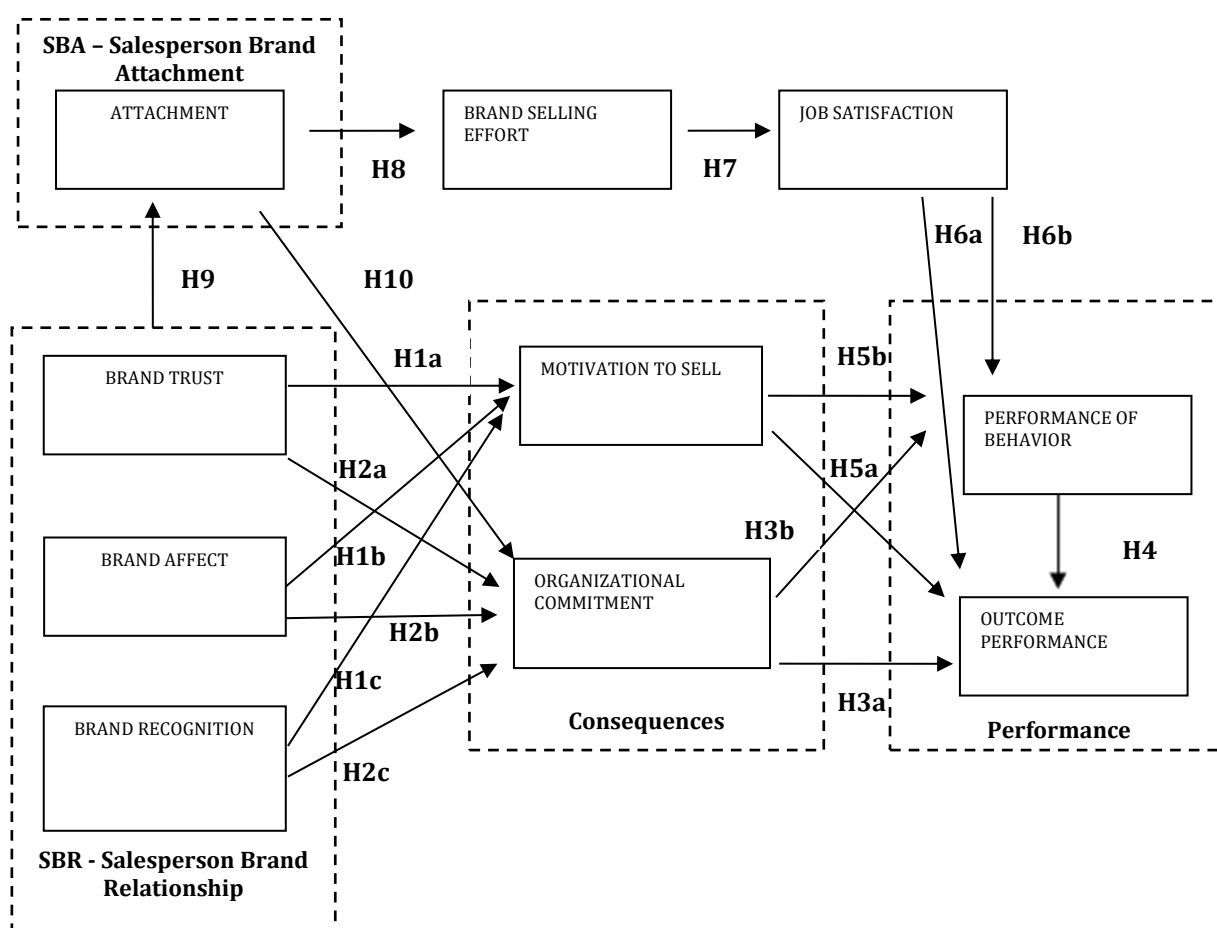 SBA – Salesperson Brand
Attachment
ATTACHMENT
BRAND SELLING
EFFORT
JOB SATISFACTION
H8
H7
H6a
H6b
H9
H10
H1a
H5b
BRAND TRUST
MOTIVATION TO SELL
PERFORMANCE OF
BEHAVIOR
H2a
H5a
H3b
H4
BRAND AFFECT
H1b
ORGANIZATIONAL
COMMITMENT
OUTCOME
PERFORMANCE
H2b
H1c
H3a
BRAND RECOGNITION
Consequences
Performance
H2c
SBR - Salesperson Brand
Relationship